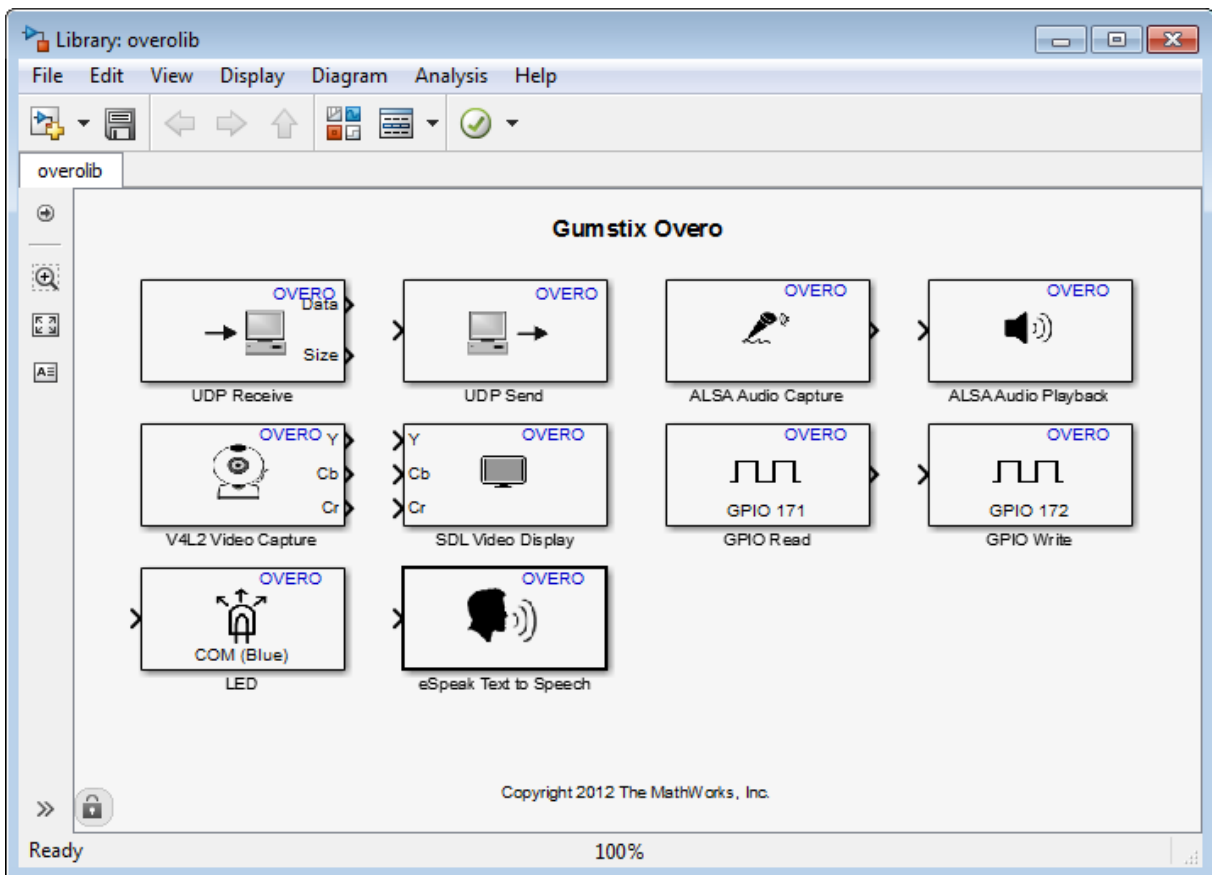 Library: overolib
File Edit View Display Diagram Analysis Help
overolib
Gumstix Overo
OVERO
Data
Size
UDP Receive
OVERO
UDP Send
OVERO
ALSA Audio Capture
OVERO
ALSA Audio Playback
OVERO
Y
Cb
Cr
V4L2 Video Capture
OVERO
Y
Cb
Cr
SDL Video Display
OVERO
GPIO 171
GPIO Read
OVERO
GPIO 172
GPIO Write
OVERO
COM (Blue)
LED
OVERO
eSpeak Text to Speech
Copyright 2012 The MathWorks, Inc.
Ready 100%